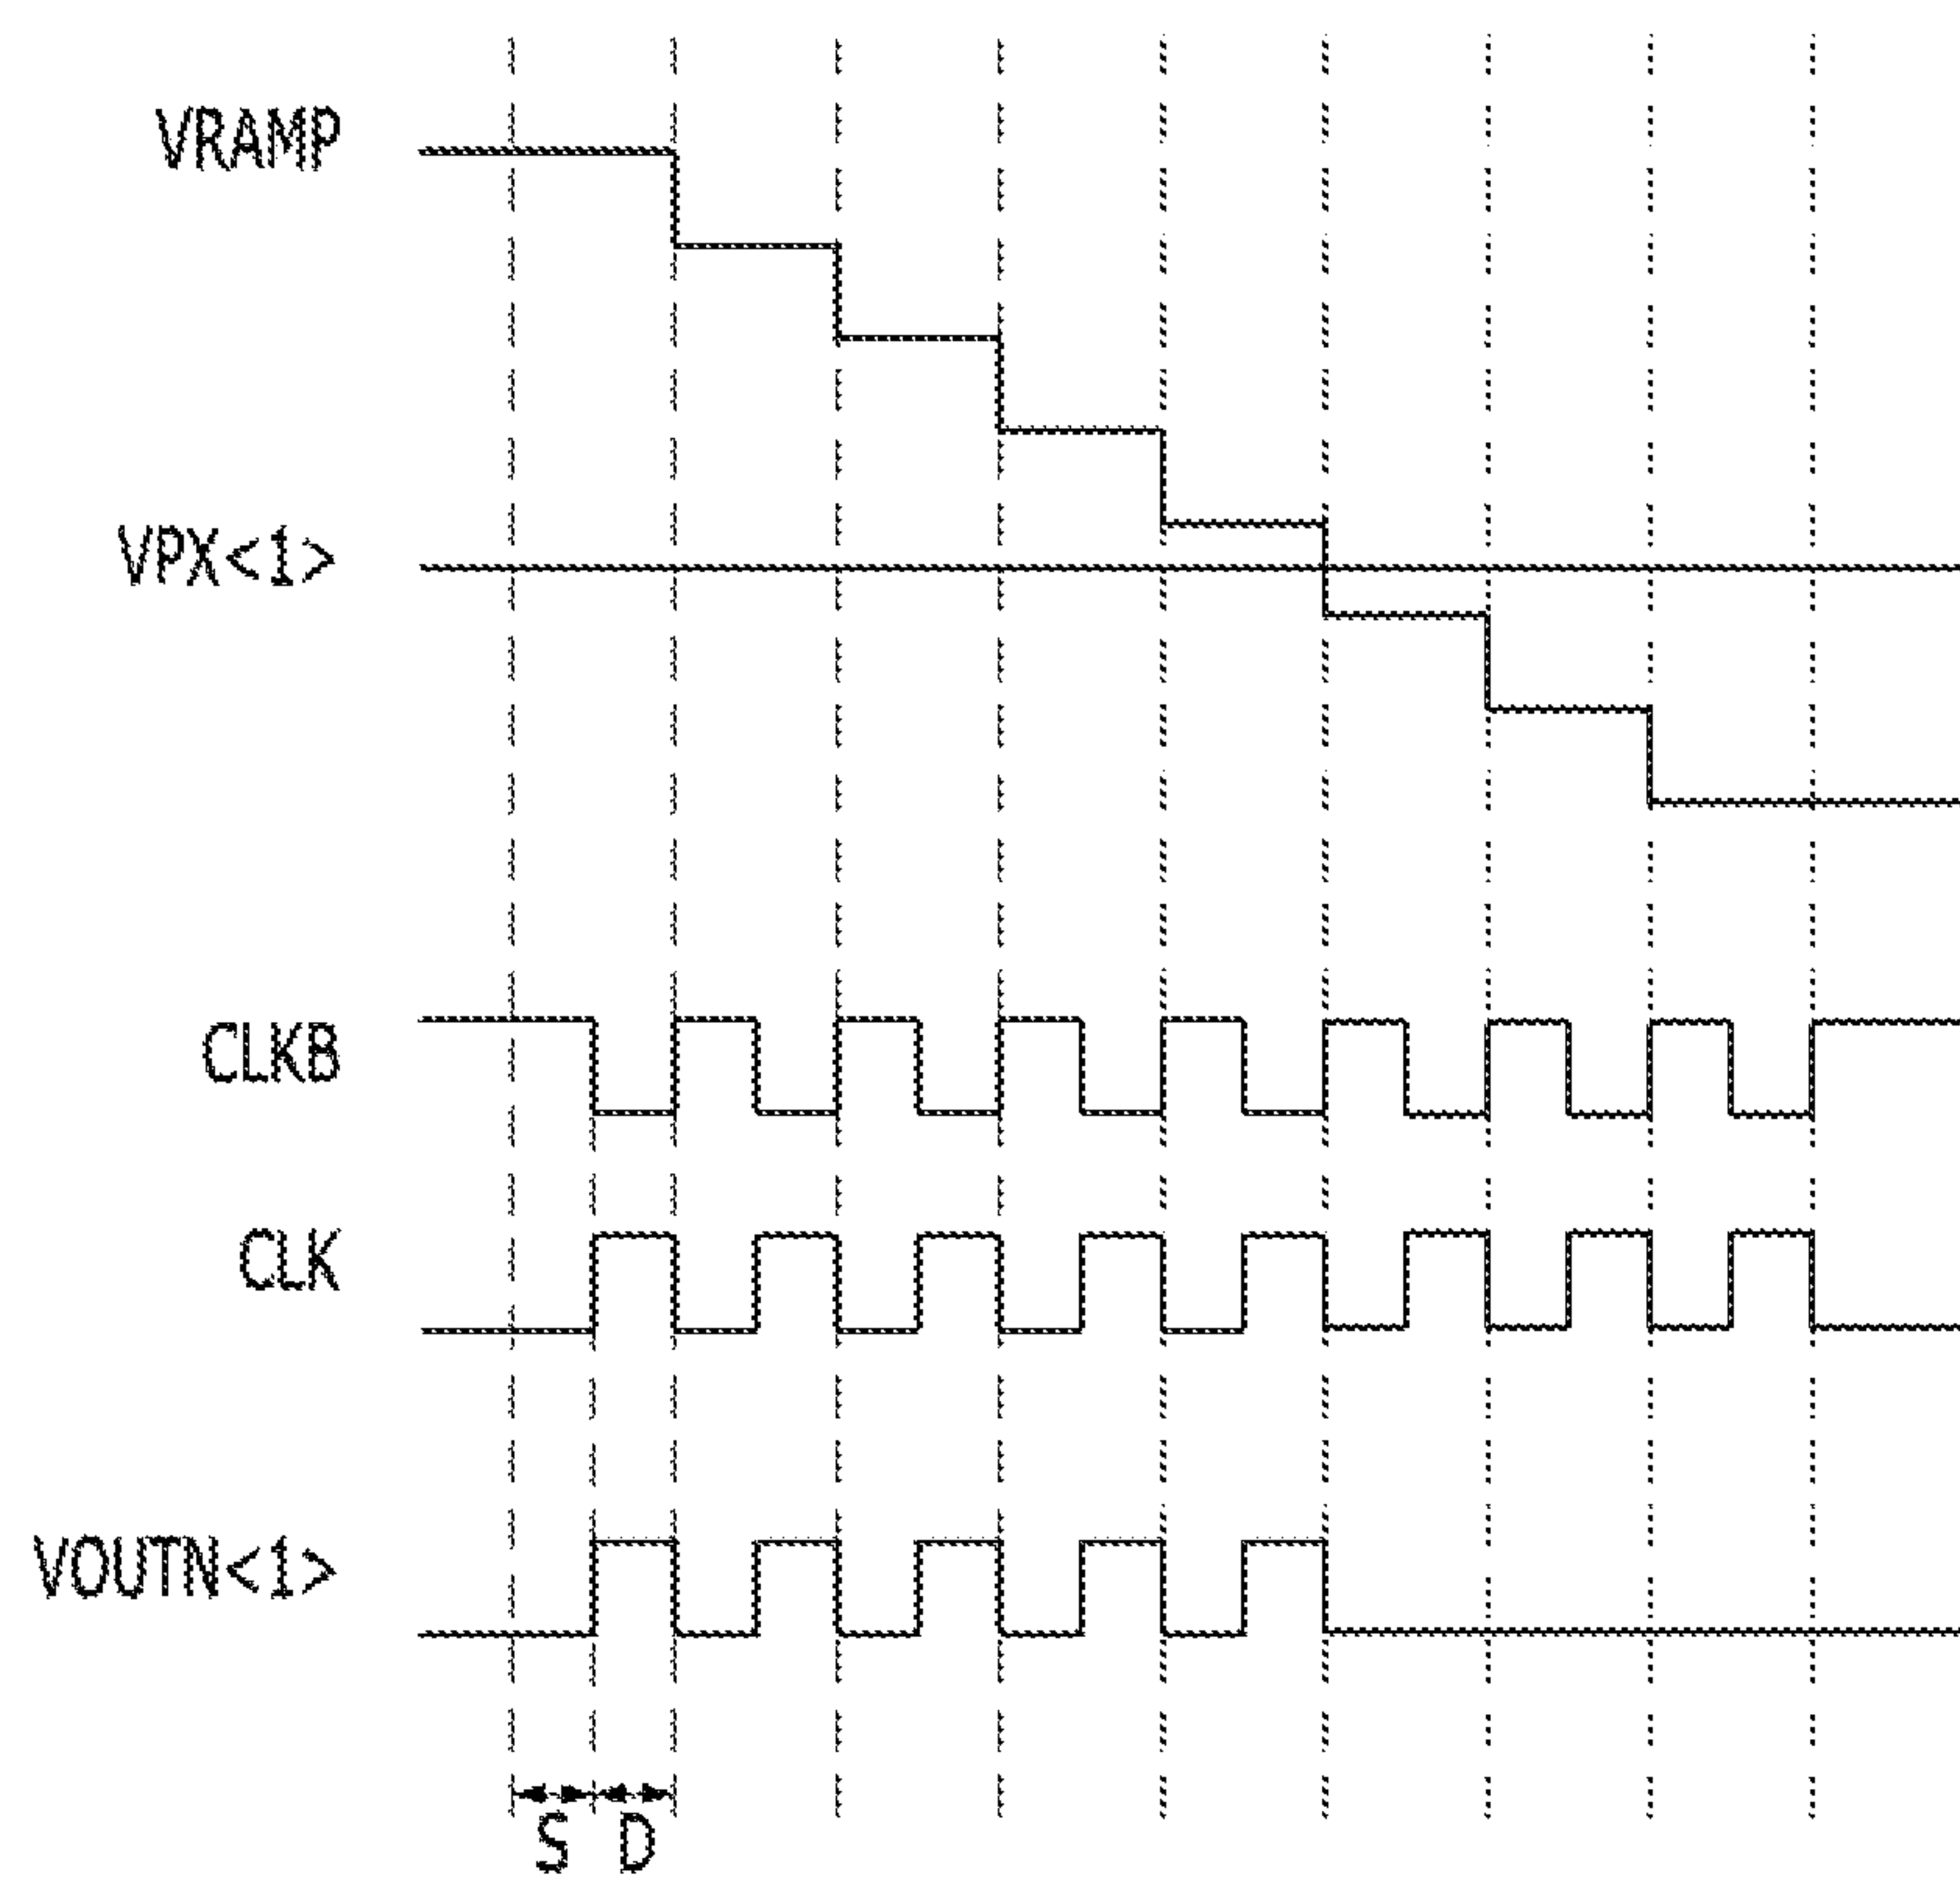 VRAMP
VPX<1>
CLKB
CLK
VOUTN<1>
S D